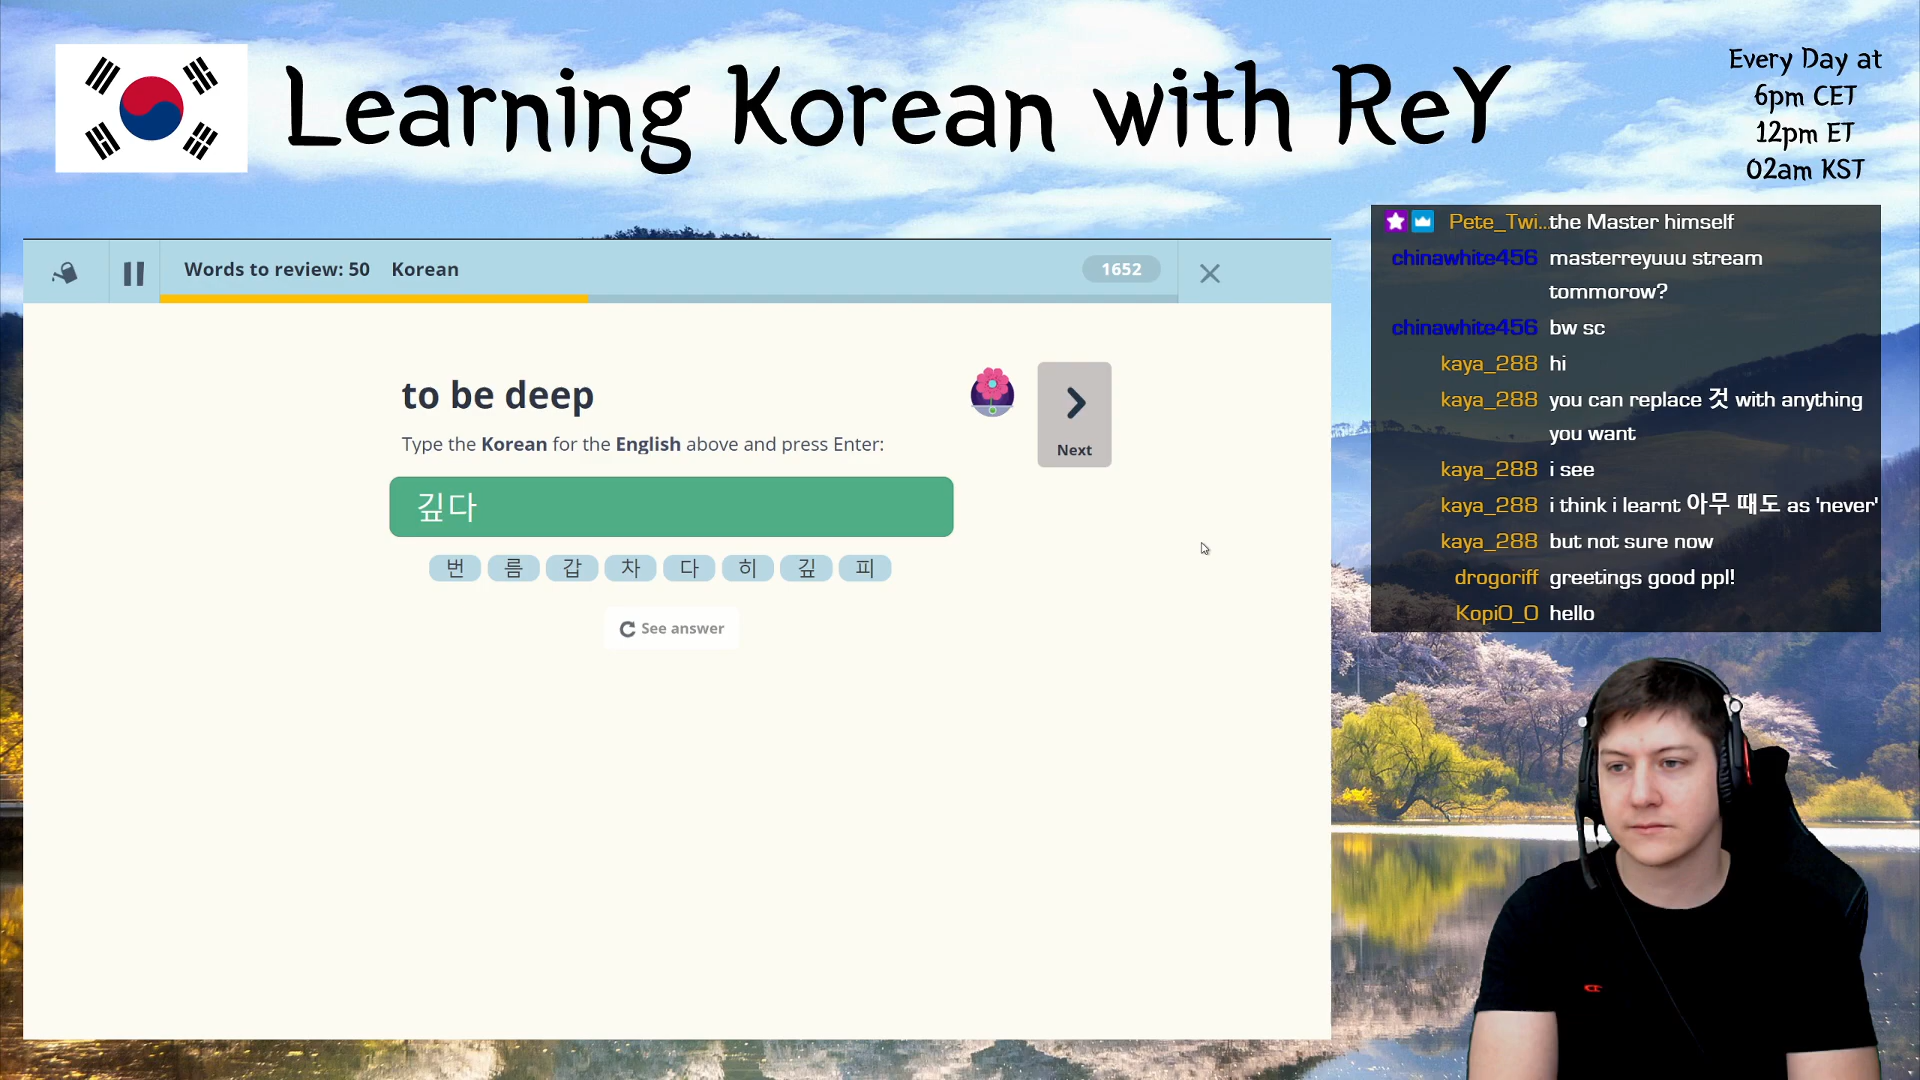 Learning Korean with ReY
Every Day at
6pm CET
12pm ET
02am KST
Words to review: 50 Korean
1652
to be deep
Type the Korean for the English above and press Enter:
Next
깊다
번 름 갑 차 다 히 깊 피
See answer
Pete_Twi... the Master himself
chinawhite456 masterreyuuu stream
tommorow?
chinawhite456 bw sc
kaya_288 hi
kaya_288 you can replace 것 with anything
you want
kaya_288 i see
kaya_288 i think i learnt 아무 때도 as 'never'
kaya_288 but not sure now
drogoriff greetings good ppl!
KopiO_O hello